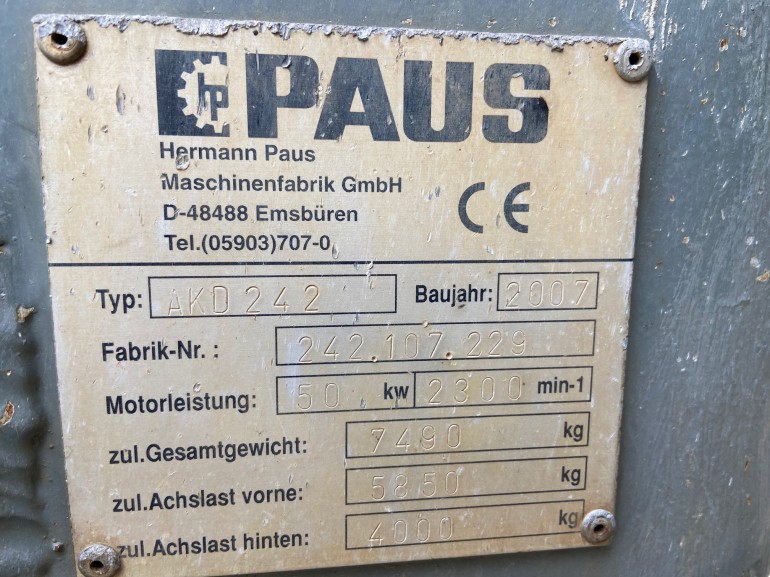 hp PAUS
Hermann Paus
Maschinenfabrik GmbH
D-48488 Emsbüren
Tel.(05903)707-0
CE
Typ: AKD 242 Baujahr: 2007
Fabrik-Nr. : 242.107.229
Motorleistung: 50 kw 2300 min-1
zul.Gesamtgewicht: 7490 kg
zul.Achslast vorne: 5850 kg
zul.Achslast hinten: 4000 kg